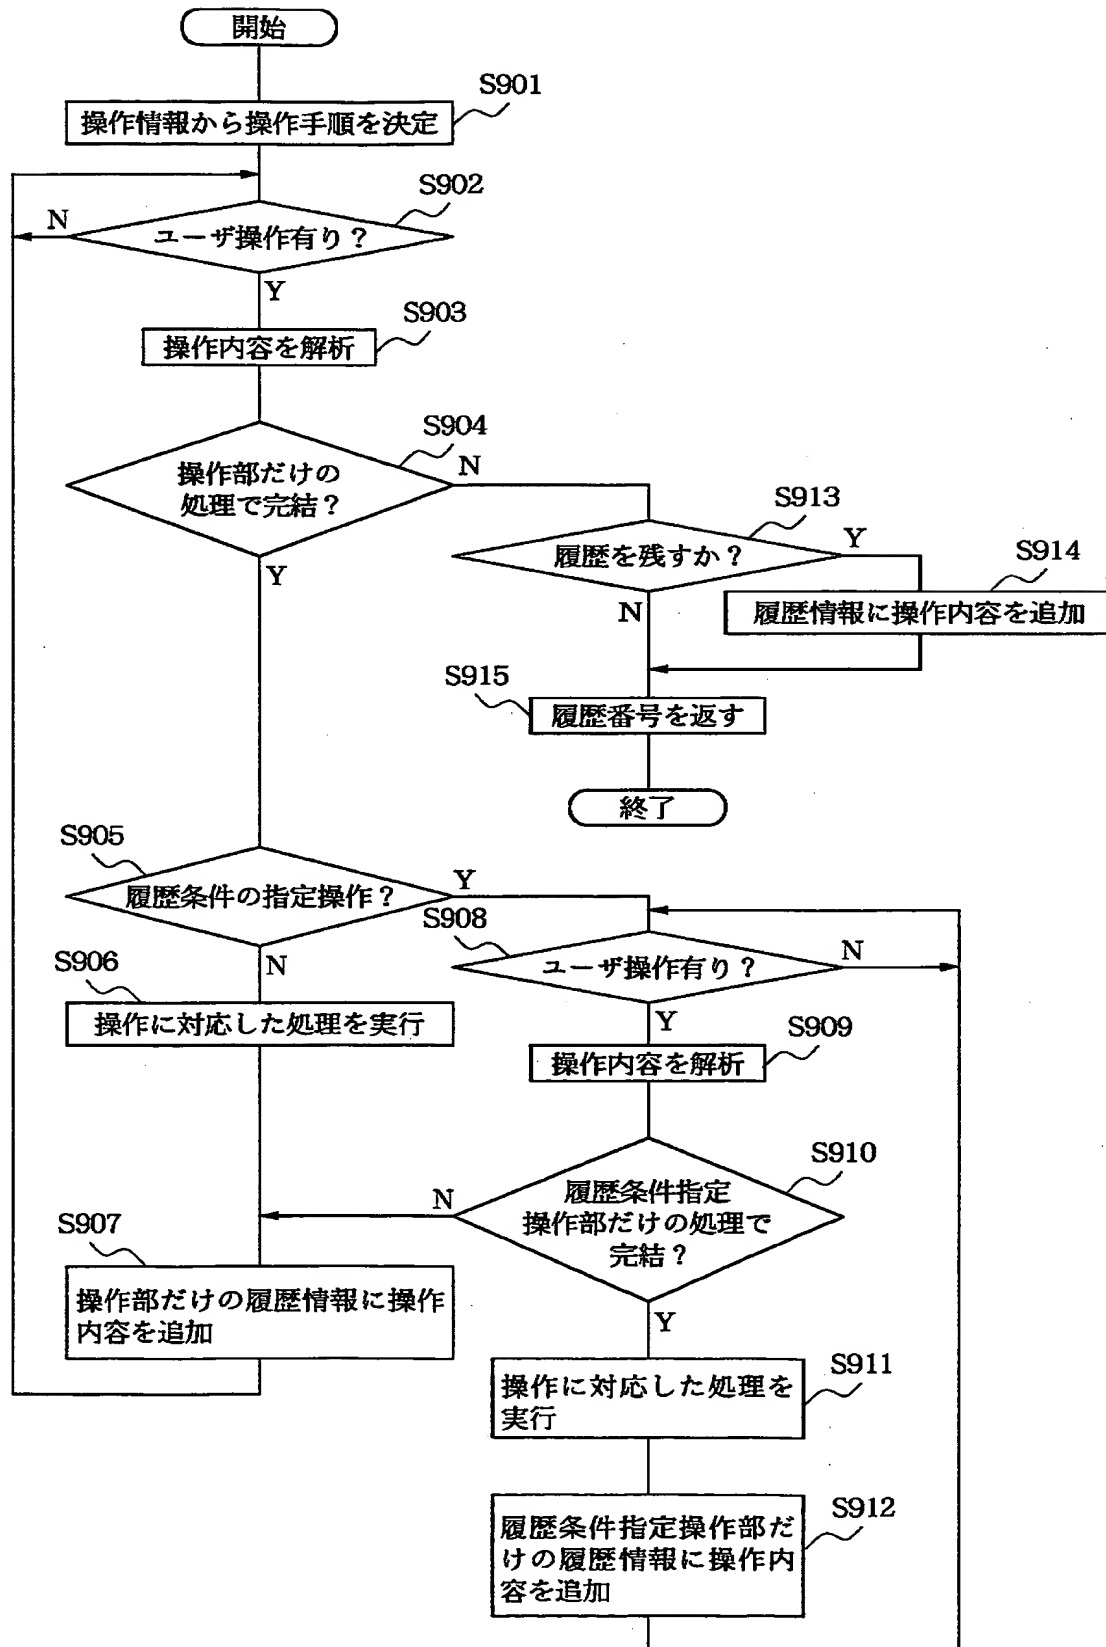 開始
S901
操作情報から操作手順を決定
S902
N
ユーザ操作有り？
Y
S903
操作内容を解析
S904
N
操作部だけの
処理で完結？
Y
S913
履歴を残すか？
Y
N
S914
履歴情報に操作内容を追加
S915
履歴番号を返す
終了
S905
履歴条件の指定操作？
Y
N
S906
操作に対応した処理を実行
S908
ユーザ操作有り？
N
Y
S909
操作内容を解析
S910
N
履歴条件指定
操作部だけの処理で
完結？
Y
S907
操作部だけの履歴情報に操作
内容を追加
S911
操作に対応した処理を
実行
S912
履歴条件指定操作部だ
けの履歴情報に操作内
容を追加